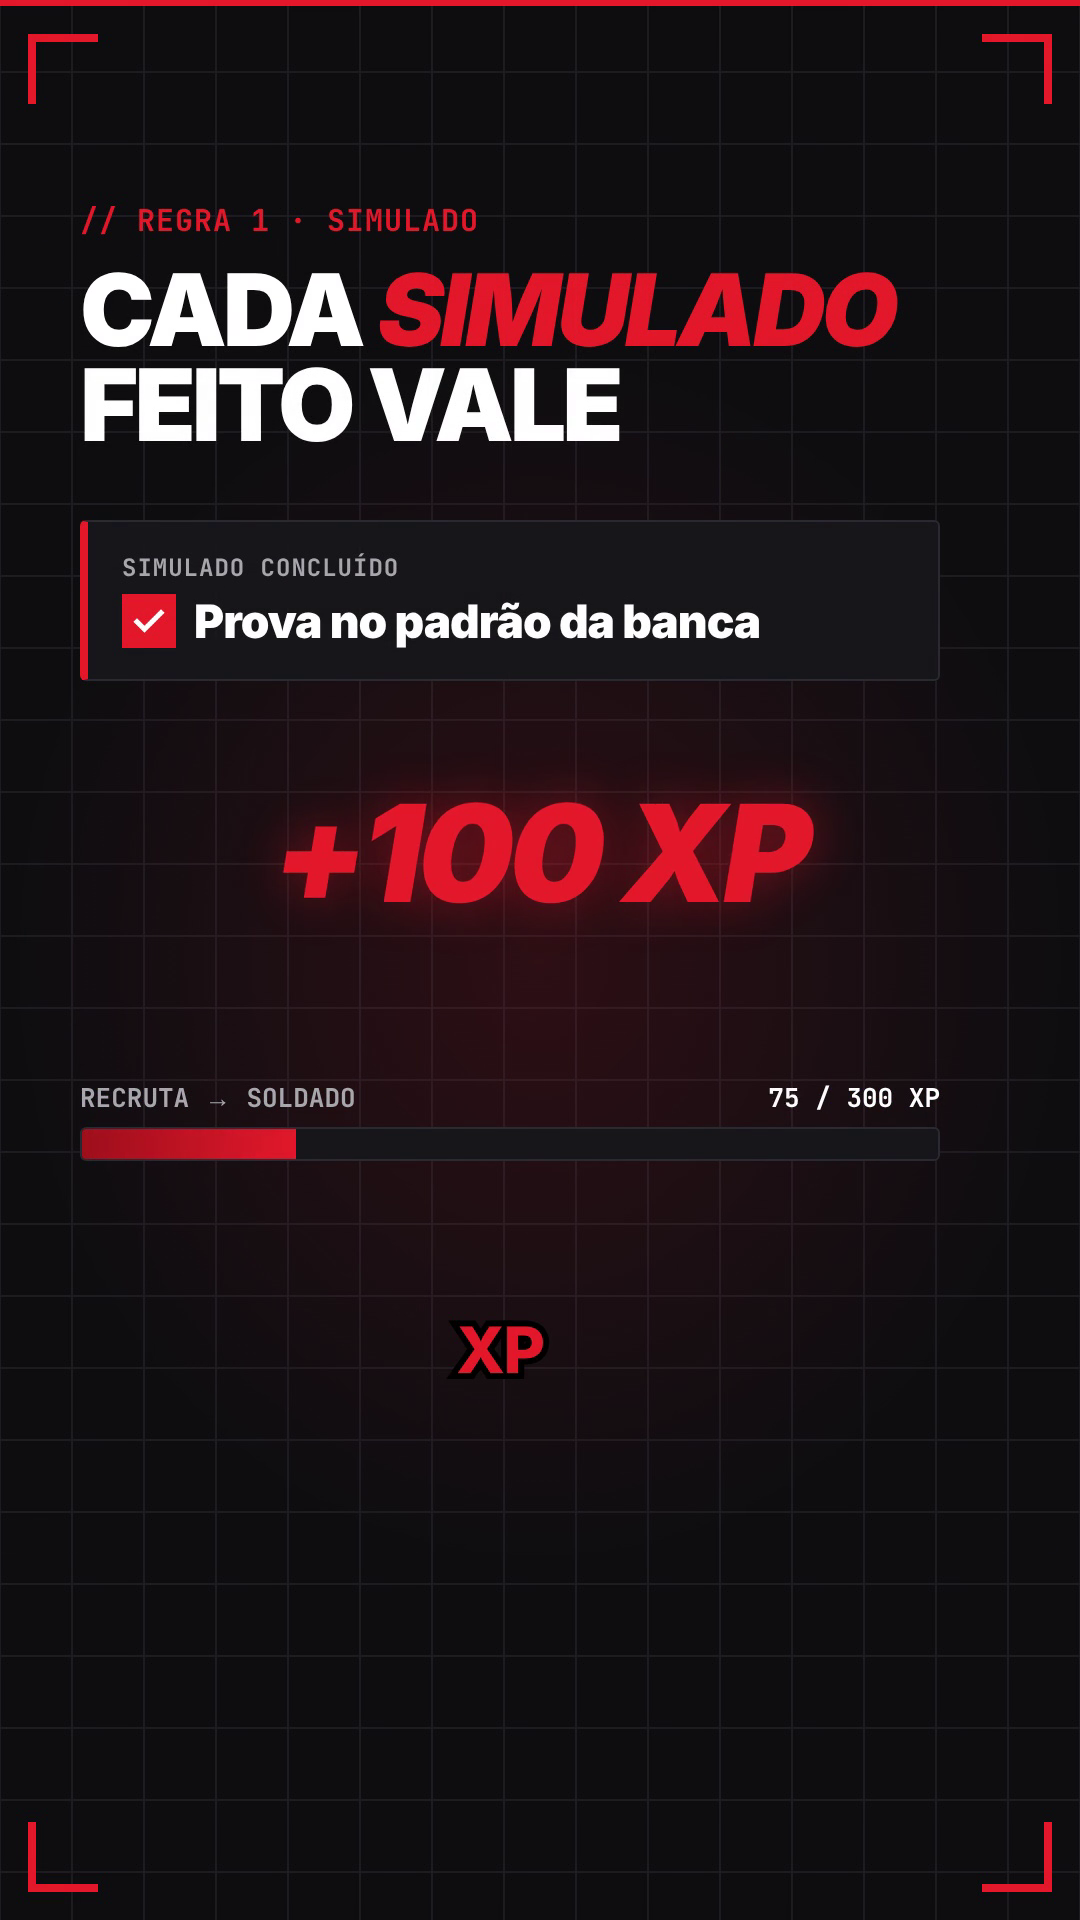 // REGRA 1 · SIMULADO
CADA SIMULADO
FEITO VALE
SIMULADO CONCLUÍDO
Prova no padrão da banca
+100 XP
RECRUTA → SOLDADO
75 / 300 XP
XP